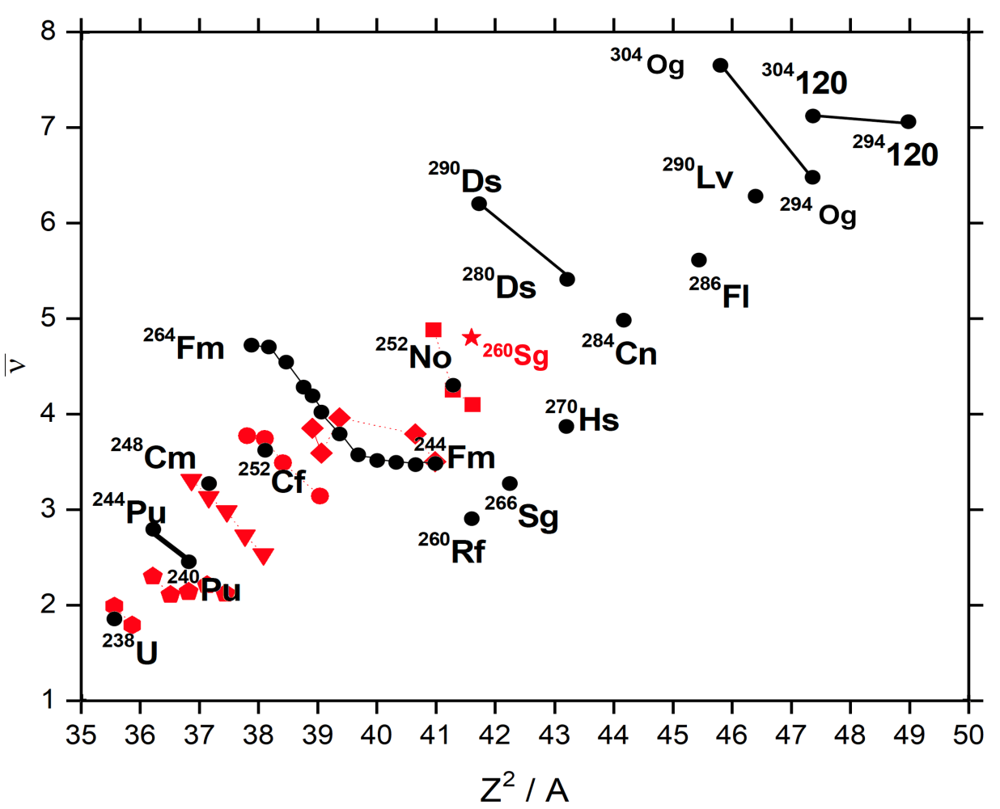 8
304Og
304120
7
294120
290Lv
290Ds
294Og
6
280Ds
286Fl
5
264Fm
252No
260Sg
284Cn
ν̅
4
270Hs
248Cm
244Fm
252Cf
3
244Pu
266Sg
260Rf
240Pu
2
238U
1
35 36 37 38 39 40 41 42 43 44 45 46 47 48 49 50
Z2 / A